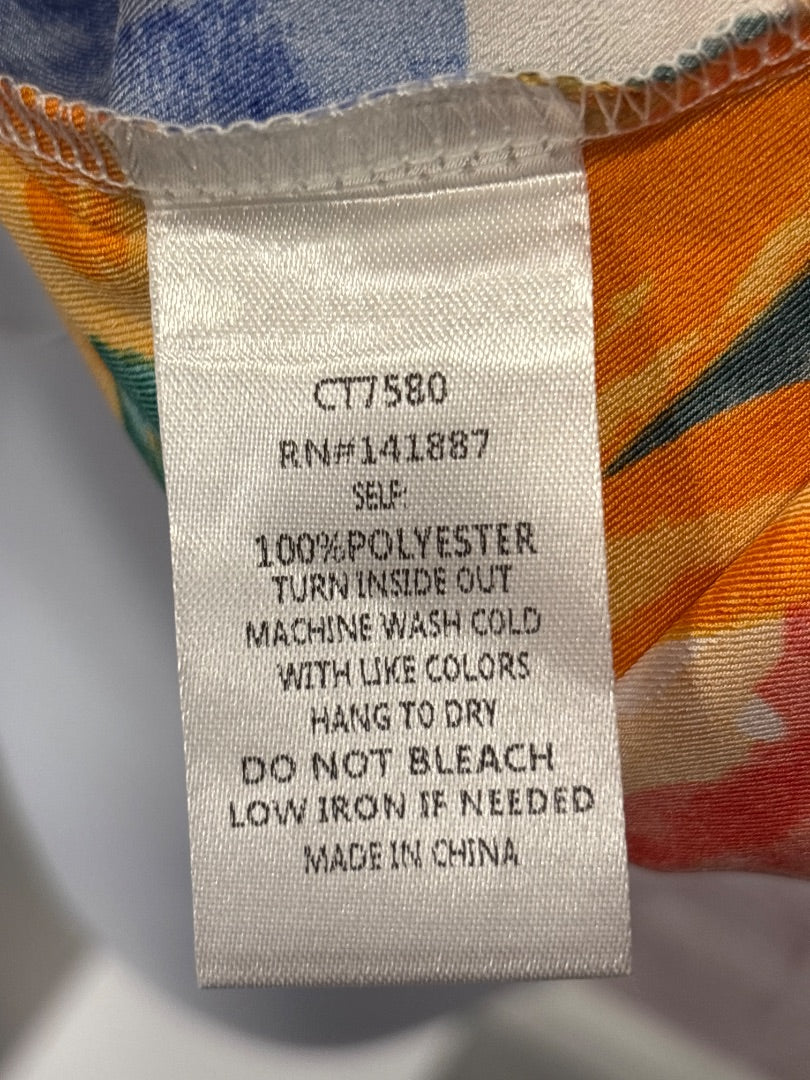 CT7580
RN#141887
SELF:
100%POLYESTER
TURN INSIDE OUT
MACHINE WASH COLD
WITH LIKE COLORS
HANG TO DRY
DO NOT BLEACH
LOW IRON IF NEEDED
MADE IN CHINA